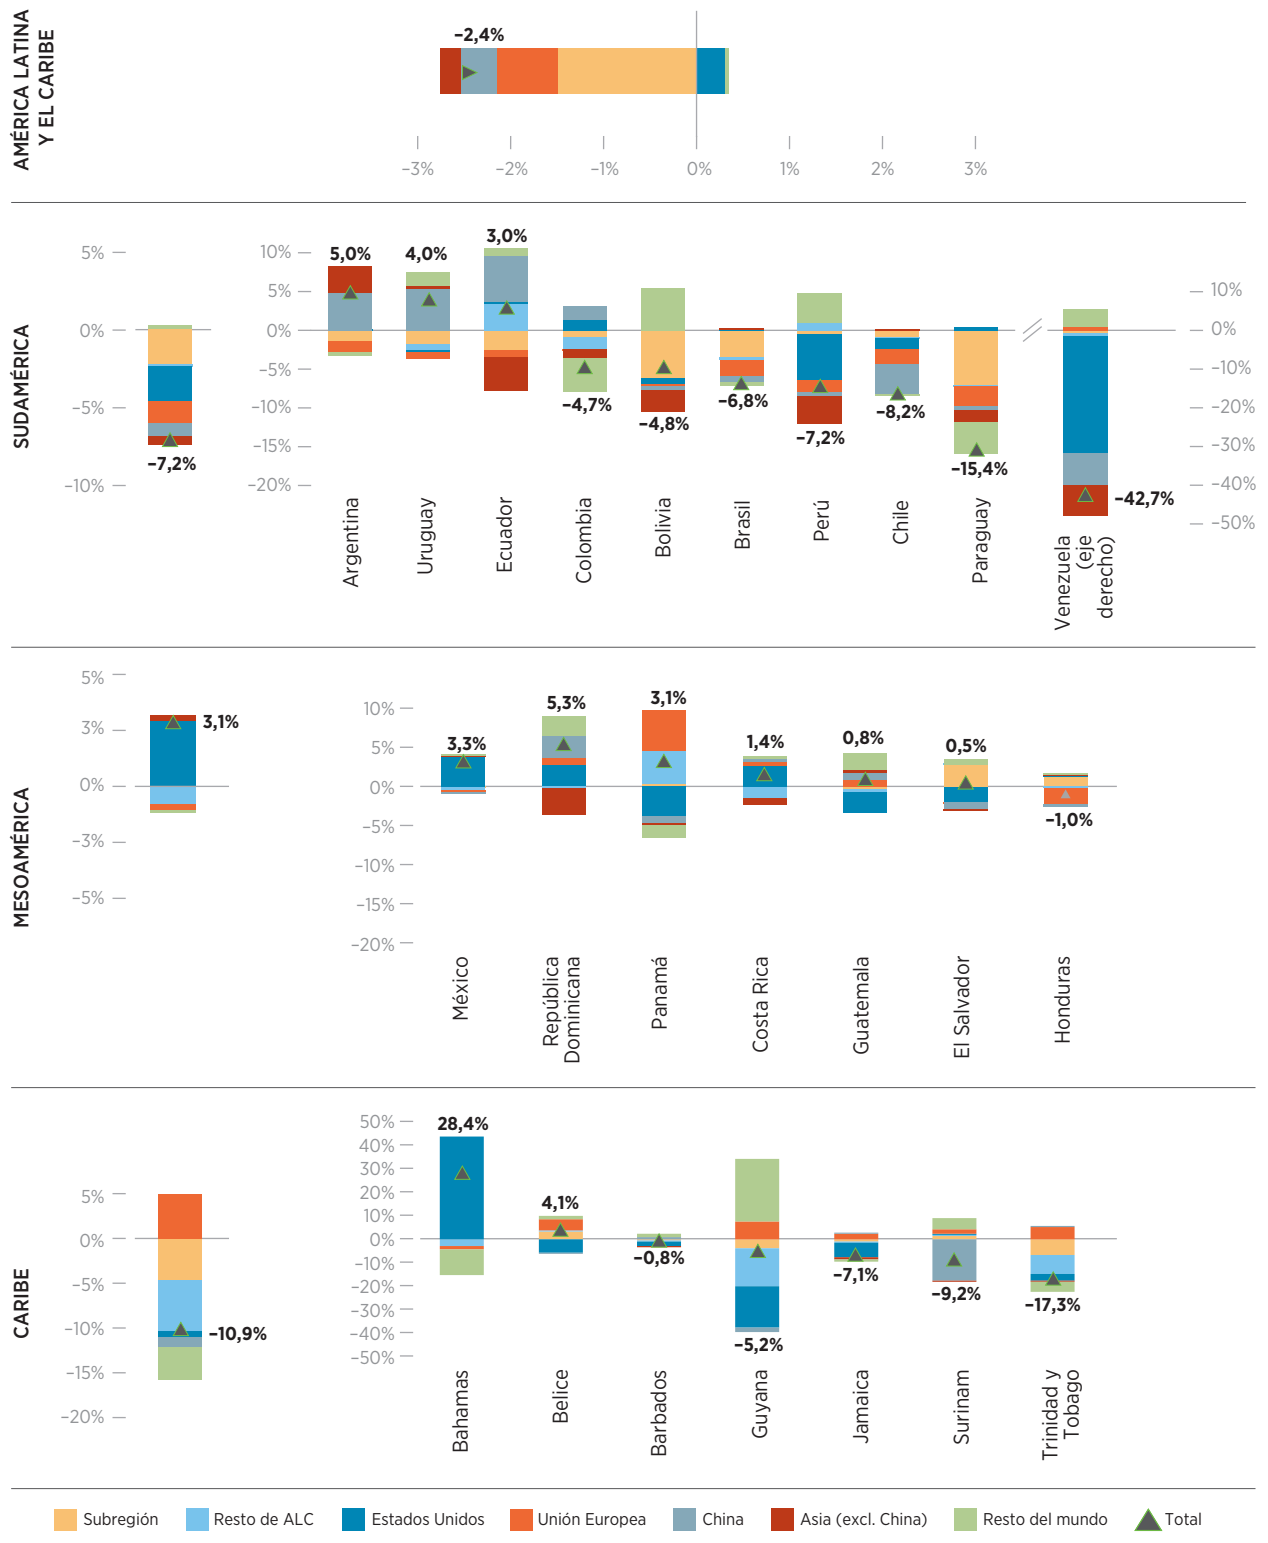 AMÉRICA LATINA
Y EL CARIBE
−2,4%
−3%
−2%
−1%
0%
1%
2%
3%
SUDAMÉRICA
5%
0%
−5%
−10%
−7,2%
10%
5%
0%
−5%
−10%
−15%
−20%
5,0%
4,0%
3,0%
−4,7%
−4,8%
−6,8%
−7,2%
−8,2%
−15,4%
−42,7%
10%
0%
−10%
−20%
−30%
−40%
−50%
Argentina
Uruguay
Ecuador
Colombia
Bolivia
Brasil
Perú
Chile
Paraguay
Venezuela
(eje
derecho)
MESOAMÉRICA
5%
3%
0%
−3%
−5%
3,1%
10%
5%
0%
−5%
−10%
−15%
−20%
3,3%
5,3%
3,1%
1,4%
0,8%
0,5%
−1,0%
México
República
Dominicana
Panamá
Costa Rica
Guatemala
El Salvador
Honduras
CARIBE
5%
0%
−5%
−10%
−15%
−20%
−10,9%
50%
40%
30%
20%
10%
0%
−10%
−20%
−30%
−40%
−50%
28,4%
4,1%
−0,8%
−5,2%
−7,1%
−9,2%
−17,3%
Bahamas
Belice
Barbados
Guyana
Jamaica
Surinam
Trinidad y
Tobago
Subregión
Resto de ALC
Estados Unidos
Unión Europea
China
Asia (excl. China)
Resto del mundo
Total